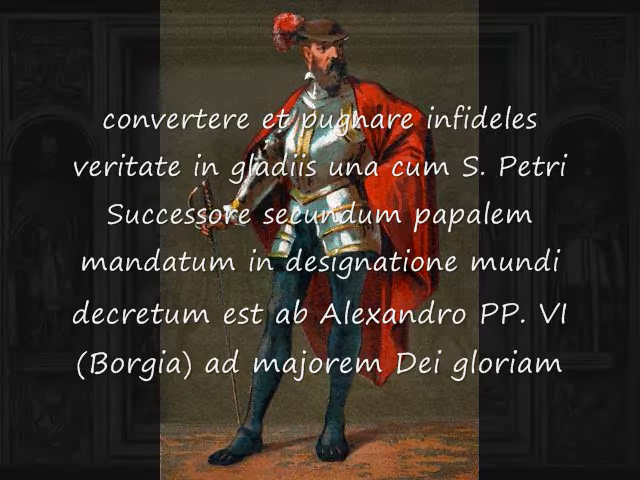 convertere et pugnare infideles
veritate in gladiis una cum S. Petri
Successore secundum papalem
mandatum in designatione mundi
decretum est ab Alexandro PP. VI
(Borgia) ad majorem Dei gloriam